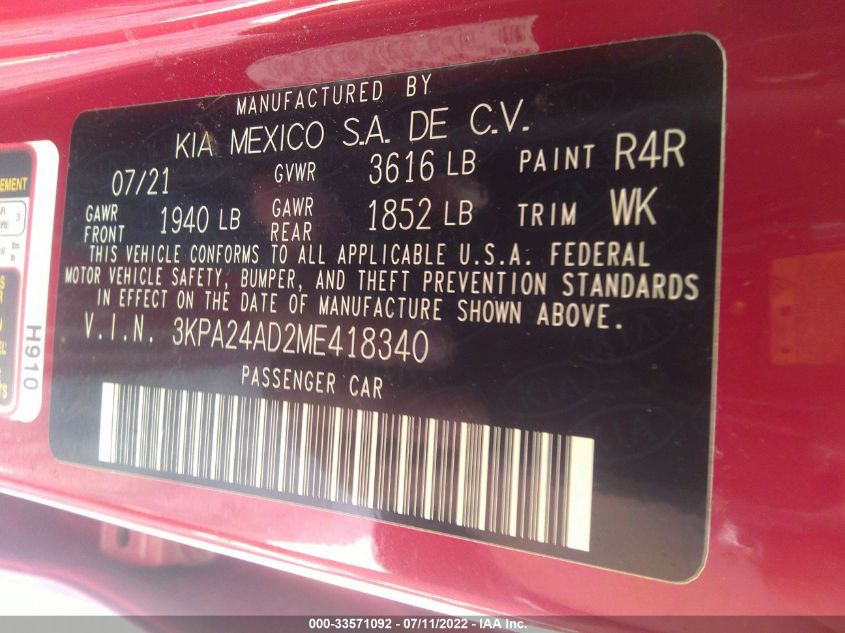 MANUFACTURED BY
KIA MEXICO S.A. DE C.V.
07/21 GVWR 3616 LB PAINT R4R
GAWR FRONT 1940 LB GAWR REAR 1852 LB TRIM WK
THIS VEHICLE CONFORMS TO ALL APPLICABLE U.S.A. FEDERAL
MOTOR VEHICLE SAFETY, BUMPER, AND THEFT PREVENTION STANDARDS
IN EFFECT ON THE DATE OF MANUFACTURE SHOWN ABOVE.
V.I.N. 3KPA24AD2ME418340
PASSENGER CAR
H910
000-33571092 - 07/11/2022 - IAA Inc.